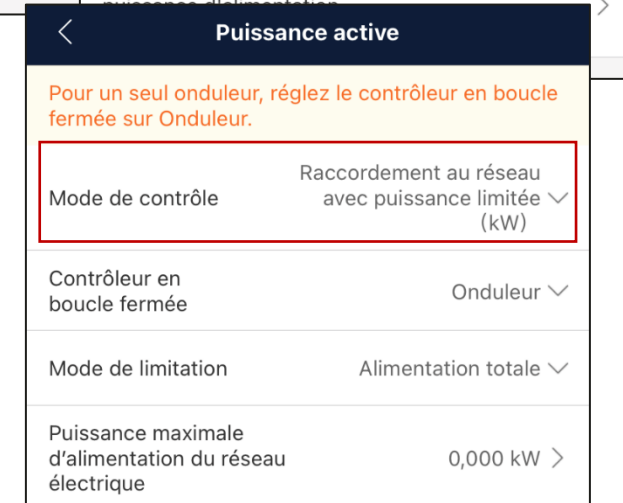 Puissance active
Pour un seul onduleur, réglez le contrôleur en boucle
fermée sur Onduleur.
Mode de contrôle
Raccordement au réseau
avec puissance limitée
(kW)
Contrôleur en
boucle fermée
Onduleur
Mode de limitation
Alimentation totale
Puissance maximale
d’alimentation du réseau
électrique
0,000 kW